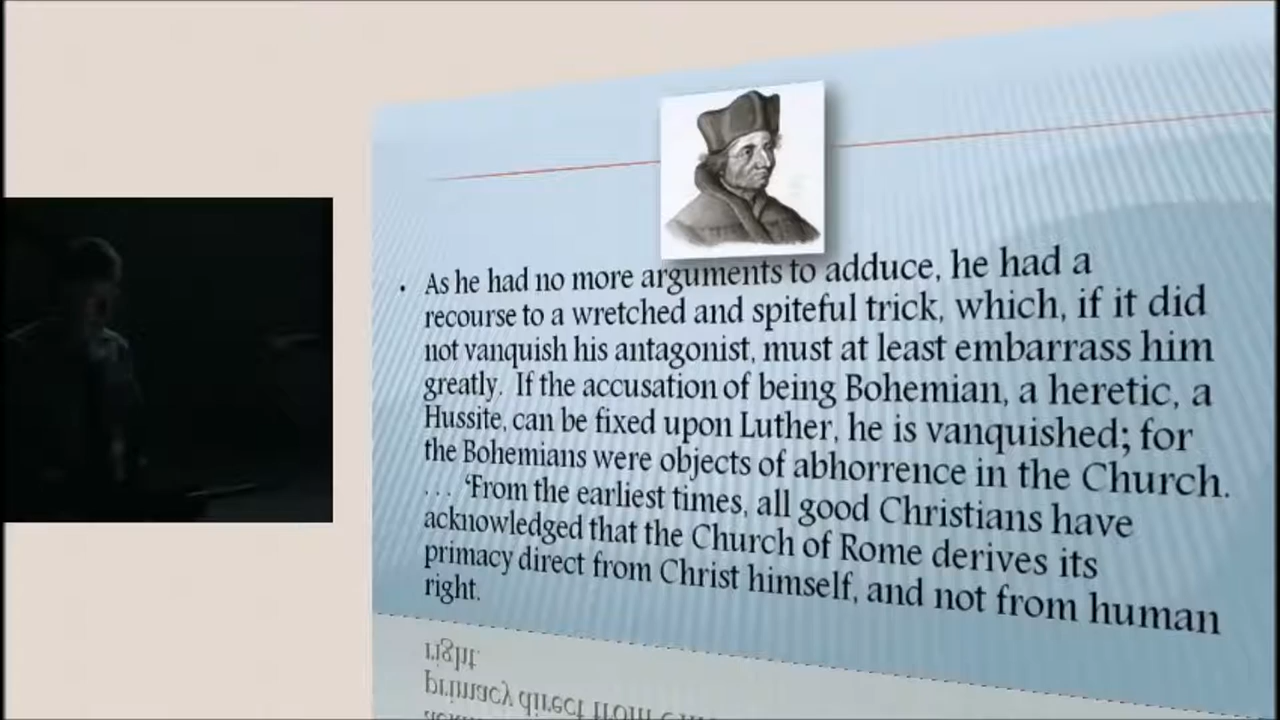 · As he had no more arguments to adduce, he had a
recourse to a wretched and spiteful trick, which, if it did
not vanquish his antagonist, must at least embarrass him
greatly.  If the accusation of being Bohemian, a heretic, a
Hussite, can be fixed upon Luther, he is vanquished; for
the Bohemians were objects of abhorrence in the Church.
. . . ‘From the earliest times, all good Christians have
acknowledged that the Church of Rome derives its
primacy direct from Christ himself, and not from human
right.
right.
primacy direct from